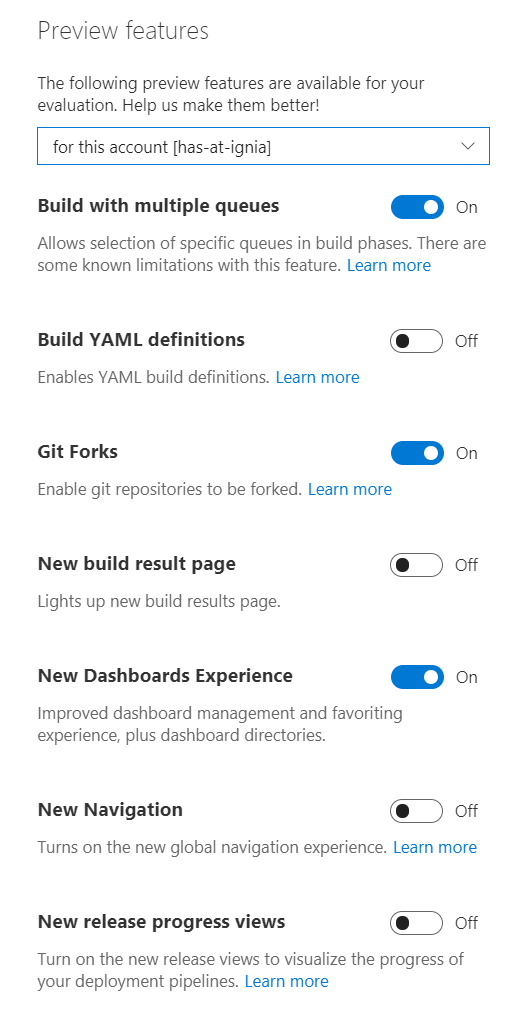 Preview features
The following preview features are available for your
evaluation. Help us make them better!
for this account [has-at-ignia]
Build with multiple queues On
Allows selection of specific queues in build phases. There are
some known limitations with this feature. Learn more
Build YAML definitions Off
Enables YAML build definitions. Learn more
Git Forks On
Enable git repositories to be forked. Learn more
New build result page Off
Lights up new build results page.
New Dashboards Experience On
Improved dashboard management and favoriting
experience, plus dashboard directories.
New Navigation Off
Turns on the new global navigation experience. Learn more
New release progress views Off
Turn on the new release views to visualize the progress of
your deployment pipelines. Learn more